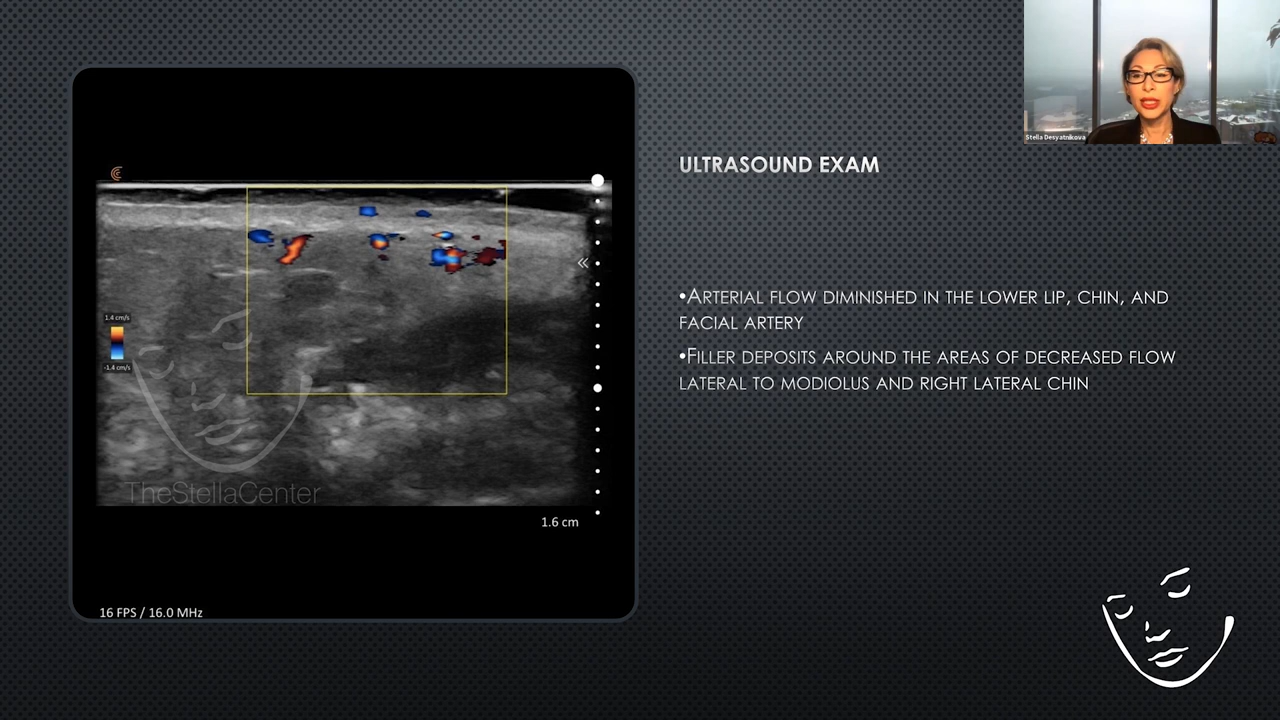 Stella Desyatnikova
ULTRASOUND EXAM
•ARTERIAL FLOW DIMINISHED IN THE LOWER LIP, CHIN, AND
FACIAL ARTERY
•FILLER DEPOSITS AROUND THE AREAS OF DECREASED FLOW
LATERAL TO MODIOLUS AND RIGHT LATERAL CHIN
1.4 cm/s
-1.4 cm/s
TheStellaCenter
1.6 cm
16 FPS / 16.0 MHz